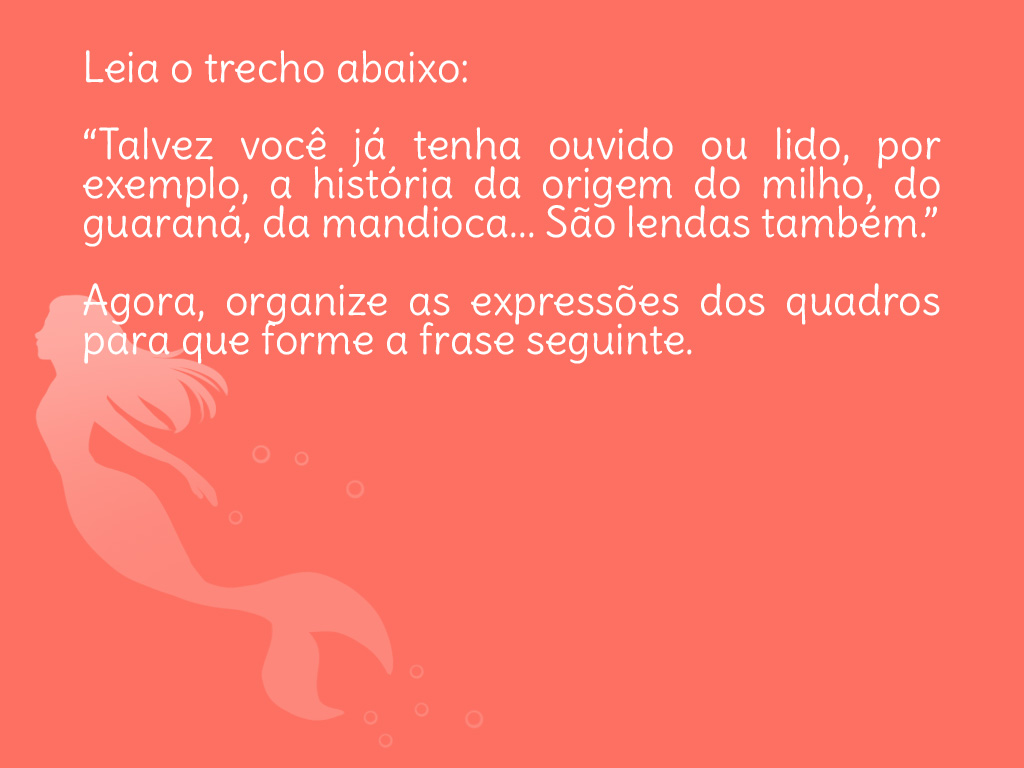 Leia o trecho abaixo:
“Talvez você já tenha ouvido ou lido, por
exemplo, a história da origem do milho, do
guaraná, da mandioca... São lendas também.”
Agora, organize as expressões dos quadros
para que forme a frase seguinte.